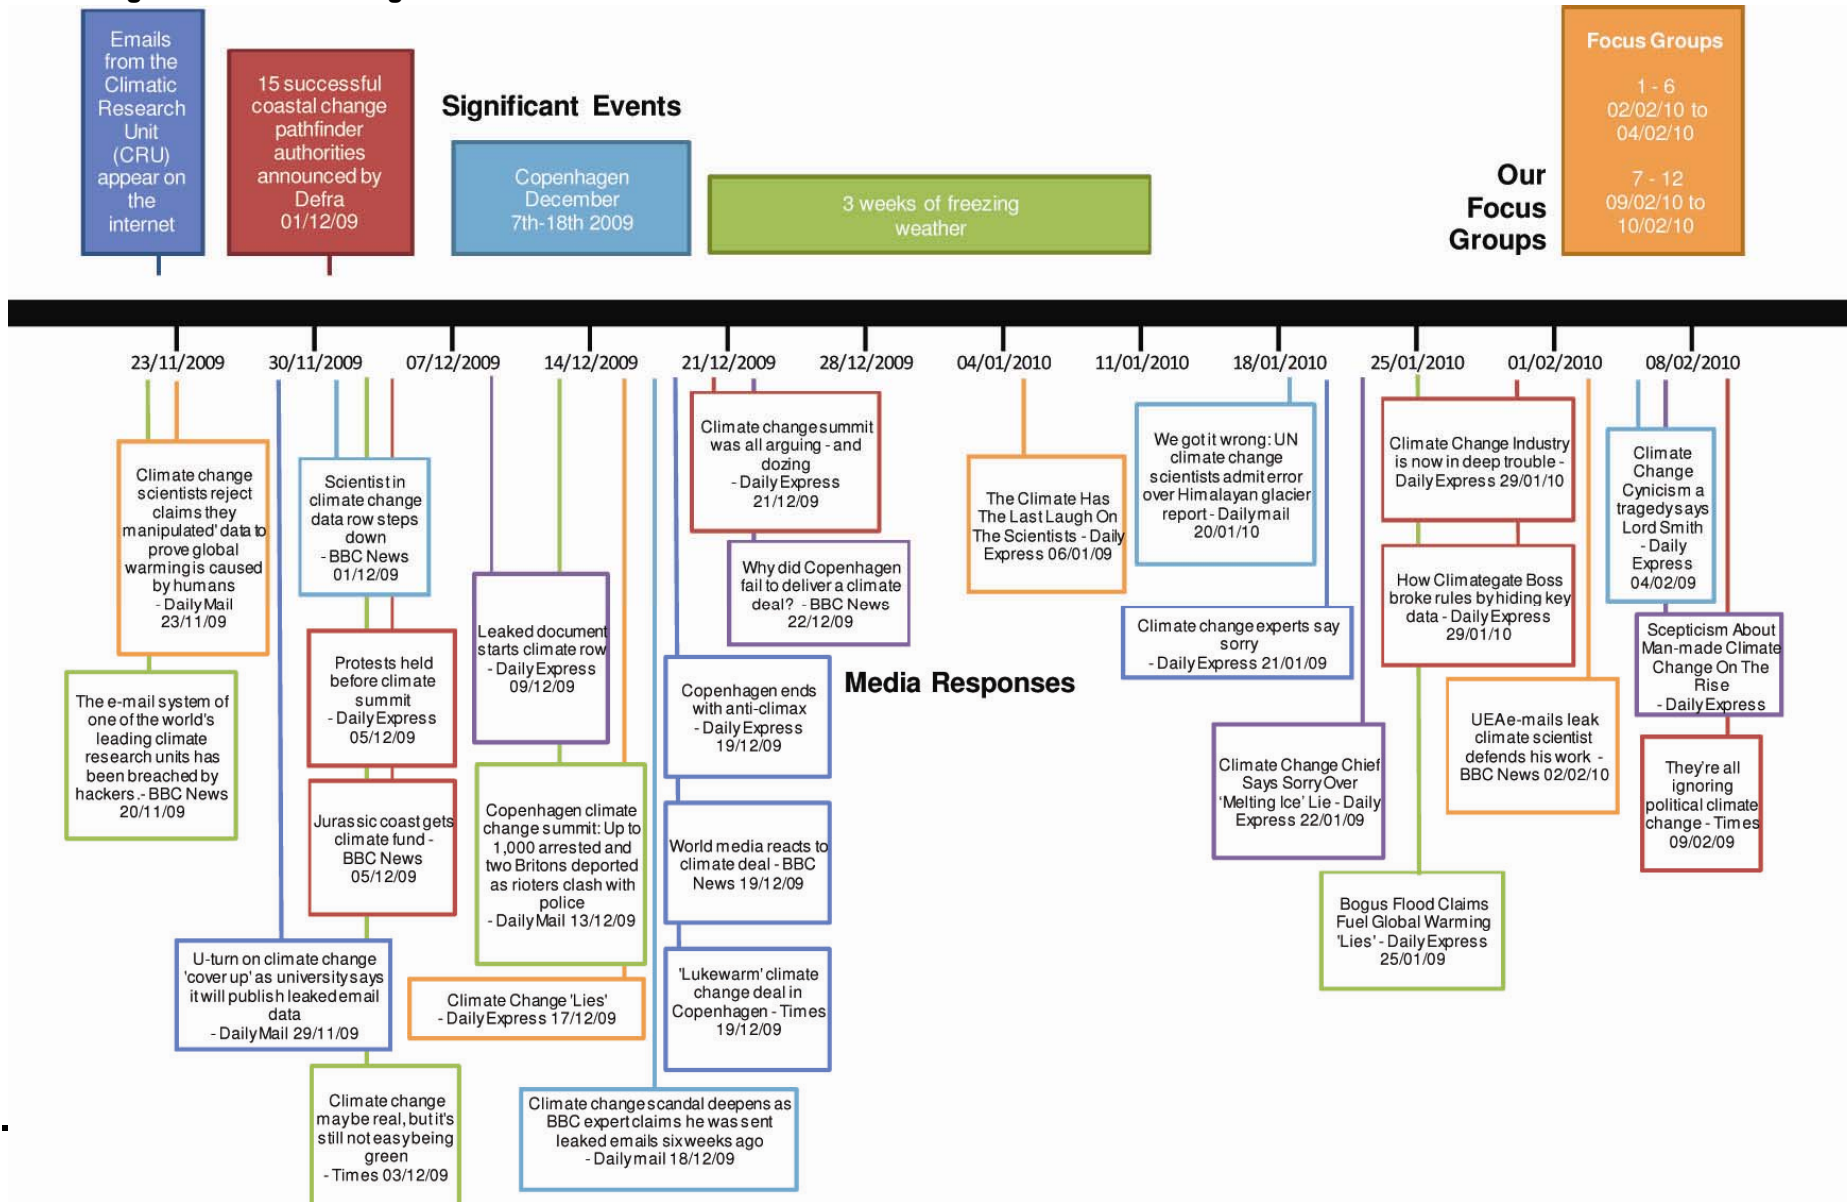 Emails
from the
Climatic
Research
Unit
(CRU)
appear on
the
internet
15 successful
coastal change
pathfinder
authorities
announced by
Defra
01/12/09
Significant Events
Copenhagen
December
7th-18th 2009
3 weeks of freezing
weather
Our
Focus
Groups
Focus Groups
1 - 6
02/02/10 to
04/02/10
7 - 12
09/02/10 to
10/02/10
23/11/2009
30/11/2009
07/12/2009
14/12/2009
21/12/2009
28/12/2009
04/01/2010
11/01/2010
18/01/2010
25/01/2010
01/02/2010
08/02/2010
Climate change
scientists reject
claims they
manipulated' data to
prove global
warming is caused
by humans
- Daily Mail
23/11/09
The e-mail system of
one of the world's
leading climate
research units has
been breached by
hackers.- BBC News
20/11/09
U-turn on climate change
'cover up' as university says
it will publish leaked email
data
- Daily Mail 29/11/09
Scientist in
climate change
data row steps
down
- BBC News
01/12/09
Protests held
before climate
summit
- Daily Express
05/12/09
Jurassic coast gets
climate fund -
BBC News
05/12/09
Climate change
maybe real, but it's
still not easy being
green
- Times 03/12/09
Leaked document
starts climate row
- Daily Express
09/12/09
Copenhagen climate
change summit: Up to
1,000 arrested and
two Britons deported
as rioters clash with
police
- Daily Mail 13/12/09
Climate Change 'Lies'
- Daily Express 17/12/09
Climate change scandal deepens as
BBC expert claims he was sent
leaked emails six weeks ago
- Daily mail 18/12/09
Climate change summit
was all arguing - and
dozing
- Daily Express
21/12/09
Why did Copenhagen
fail to deliver a climate
deal? - BBC News
22/12/09
Copenhagen ends
with anti-climax
- Daily Express
19/12/09
World media reacts to
climate deal - BBC
News 19/12/09
'Lukewarm' climate
change deal in
Copenhagen - Times
19/12/09
Media Responses
The Climate Has
The Last Laugh On
The Scientists - Daily
Express 06/01/09
We got it wrong: UN
climate change
scientists admit error
over Himalayan glacier
report - Daily mail
20/01/10
Climate change experts say
sorry
- Daily Express 21/01/09
Climate Change Chief
Says Sorry Over
'Melting Ice' Lie - Daily
Express 22/01/09
Climate Change Industry
is now in deep trouble -
Daily Express 29/01/10
How Climategate Boss
broke rules by hiding key
data - Daily Express
29/01/10
Bogus Flood Claims
Fuel Global Warming
'Lies' - Daily Express
25/01/09
UEA e-mails leak
climate scientist
defends his work -
BBC News 02/02/10
Climate
Change
Cynicism a
tragedy says
Lord Smith
- Daily
Express
04/02/09
Scepticism About
Man-made Climate
Change On The
Rise
- Daily Express
They're all
ignoring
political climate
change - Times
09/02/09